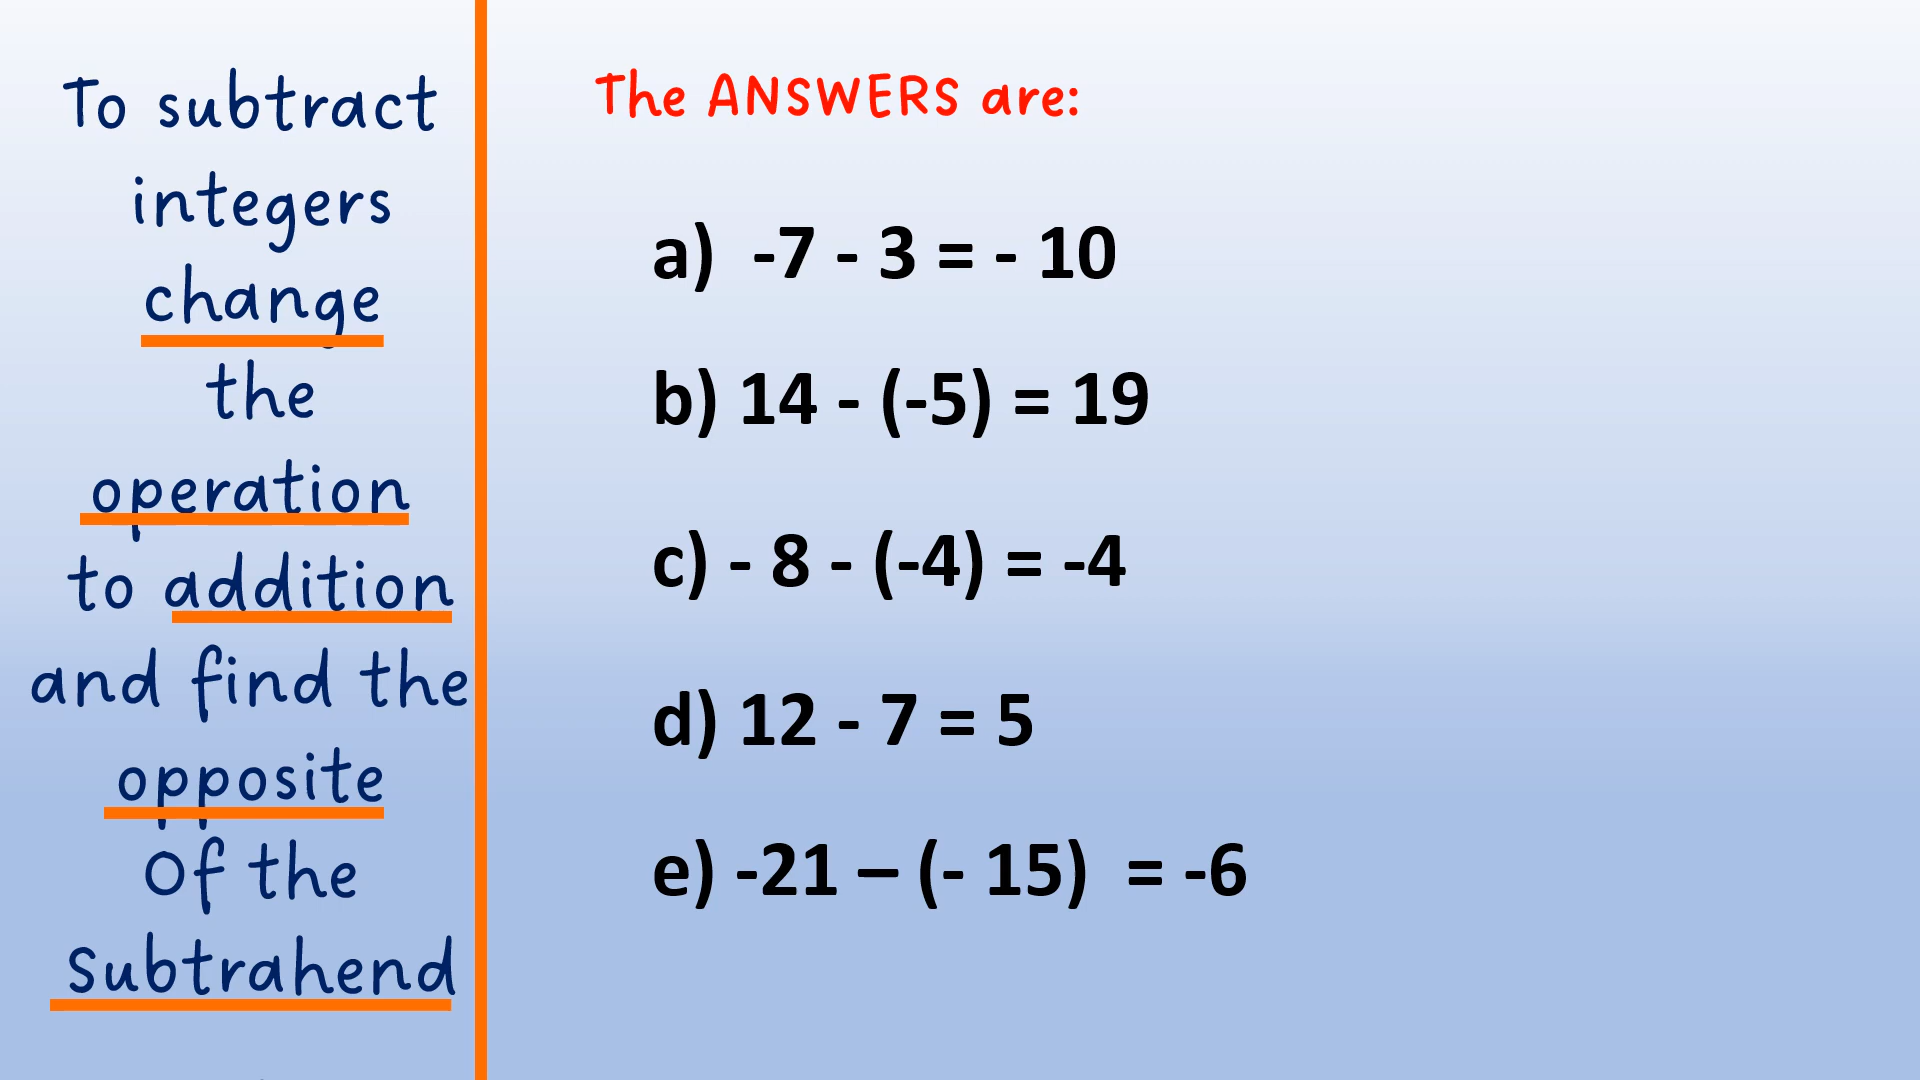 To subtract
integers
change
the
operation
to addition
and find the
opposite
Of the
subtrahend
The ANSWERS are:
a) -7 - 3 = - 10
b) 14 - (-5) = 19
c) - 8 - (-4) = -4
d) 12 - 7 = 5
e) -21 – (- 15) = -6